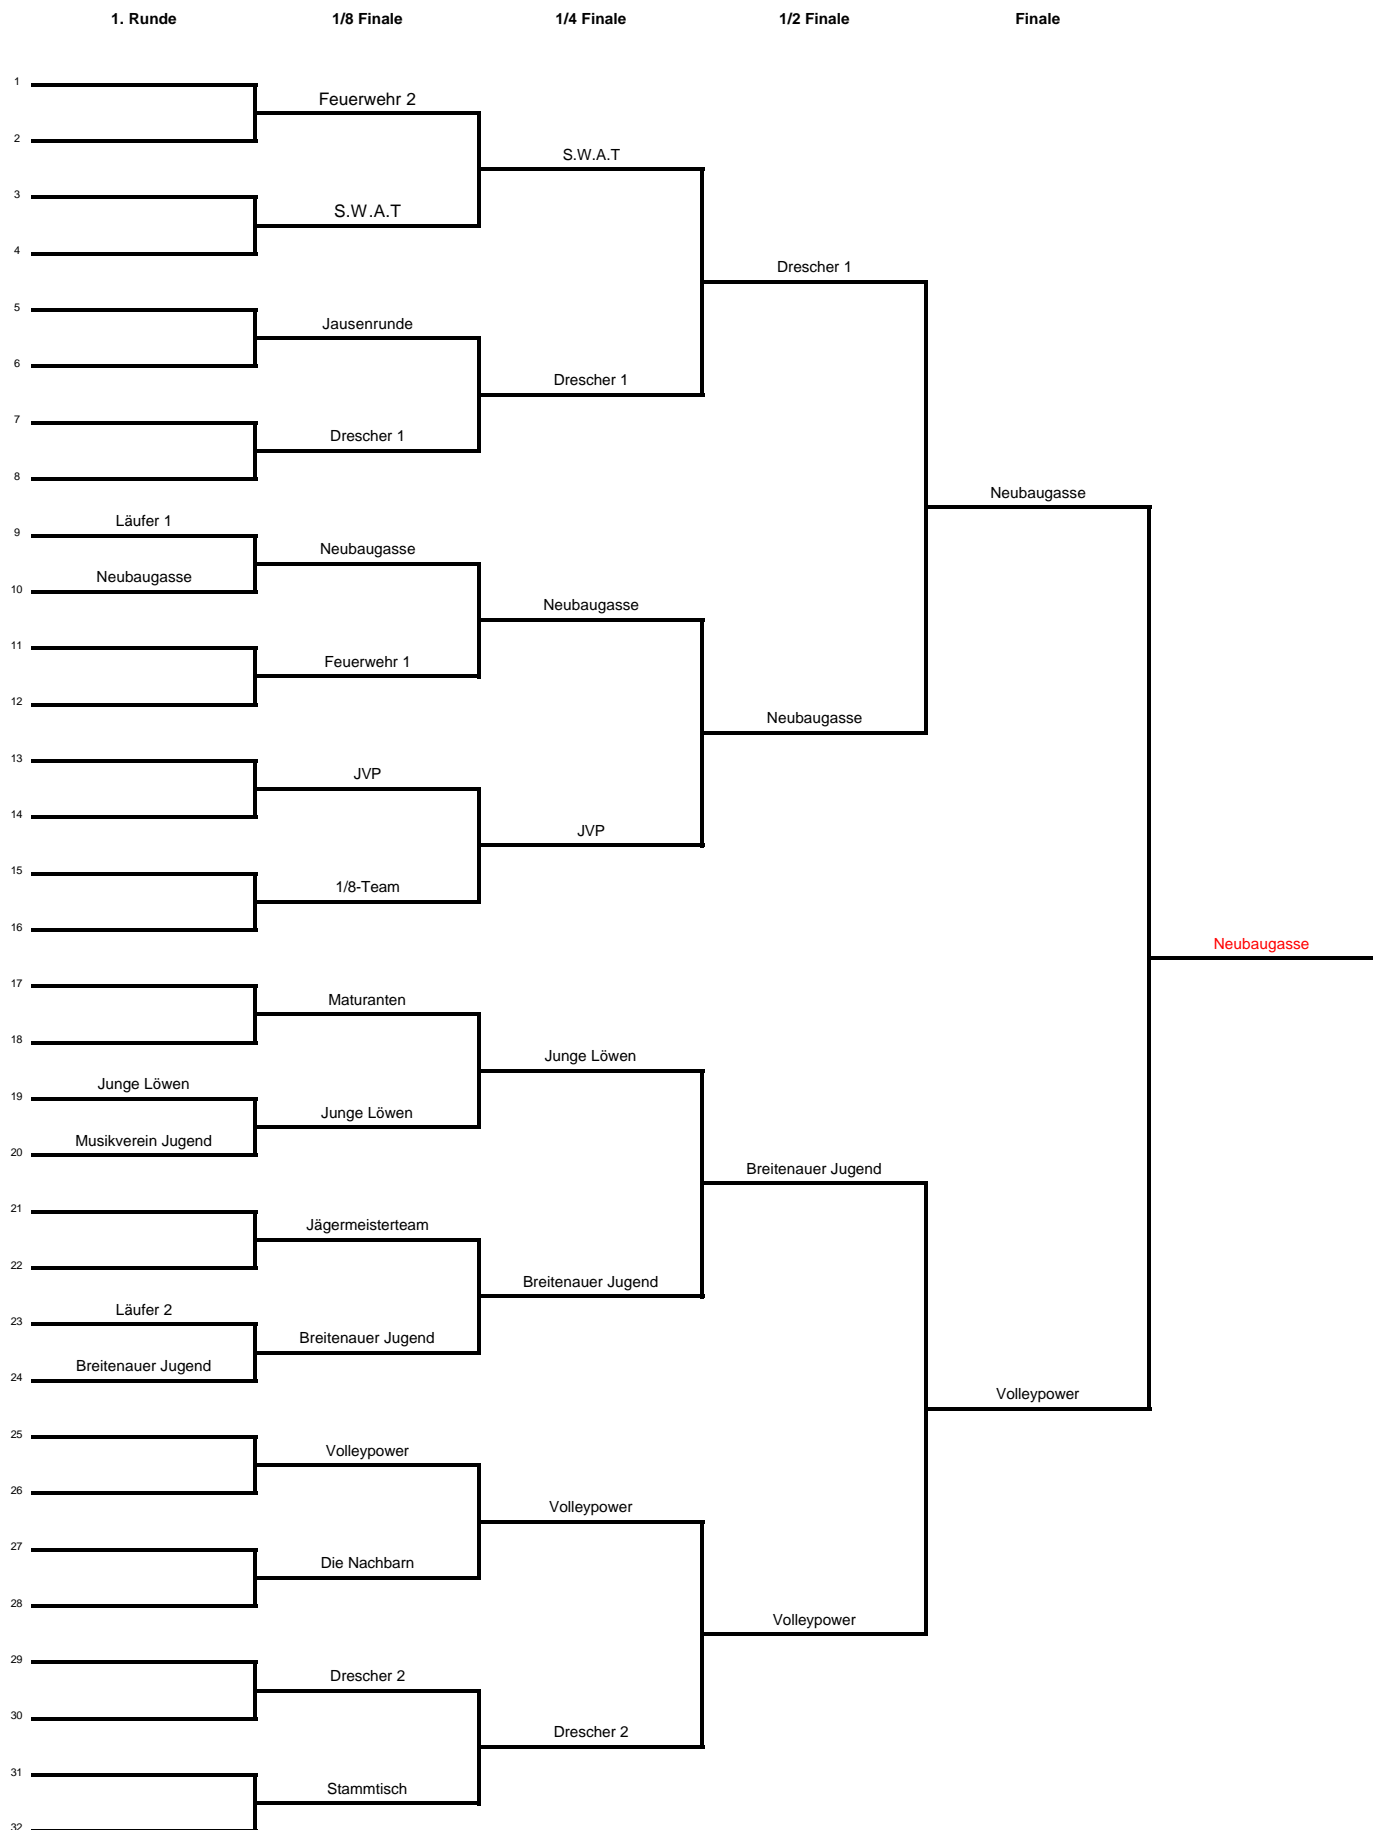 1. Runde 1/8 Finale 1/4 Finale 1/2 Finale Finale
1
Feuerwehr 2
2
S.W.A.T
3
S.W.A.T
4
Drescher 1
5
Jausenrunde
6
Drescher 1
7
Drescher 1
8
Neubaugasse
Läufer 1
9
Neubaugasse
Neubaugasse
10
Neubaugasse
11
Feuerwehr 1
12
Neubaugasse
13
JVP
14
JVP
15
1/8-Team
16
Neubaugasse
17
Maturanten
18
Junge Löwen
Junge Löwen
19
Junge Löwen
Musikverein Jugend
20
Breitenauer Jugend
21
Jägermeisterteam
22
Breitenauer Jugend
Läufer 2
23
Breitenauer Jugend
Breitenauer Jugend
24
Volleypower
25
Volleypower
26
Volleypower
27
Die Nachbarn
28
Volleypower
29
Drescher 2
30
Drescher 2
31
Stammtisch
32